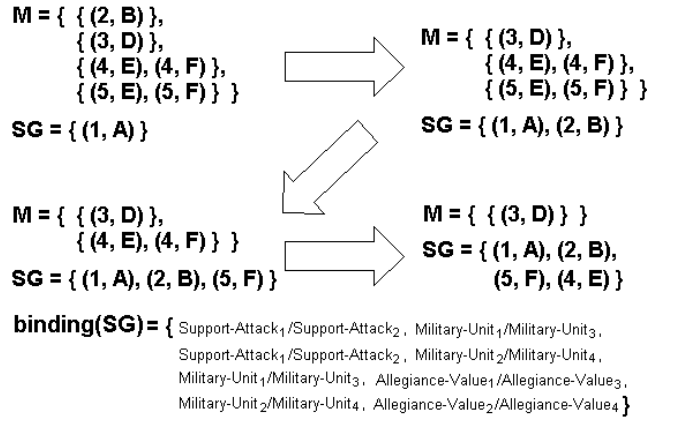 M = { { (2, B) },
{ (3, D) },
{ (4, E), (4, F) },
{ (5, E), (5, F) } }
SG = { (1, A) }
M = { { (3, D) },
{ (4, E), (4, F) },
{ (5, E), (5, F) } }
SG = { (1, A), (2, B) }
M = { { (3, D) },
{ (4, E), (4, F) } }
SG = { (1, A), (2, B), (5, F) }
M = { { (3, D) } }
SG = { (1, A), (2, B),
(5, F), (4, E) }
binding(SG) = { Support-Attack₁/Support-Attack₂, Military-Unit₁/Military-Unit₃,
Support-Attack₁/Support-Attack₂, Military-Unit₂/Military-Unit₄,
Military-Unit₁/Military-Unit₃, Allegiance-Value₁/Allegiance-Value₃,
Military-Unit₂/Military-Unit₄, Allegiance-Value₂/Allegiance-Value₄ }